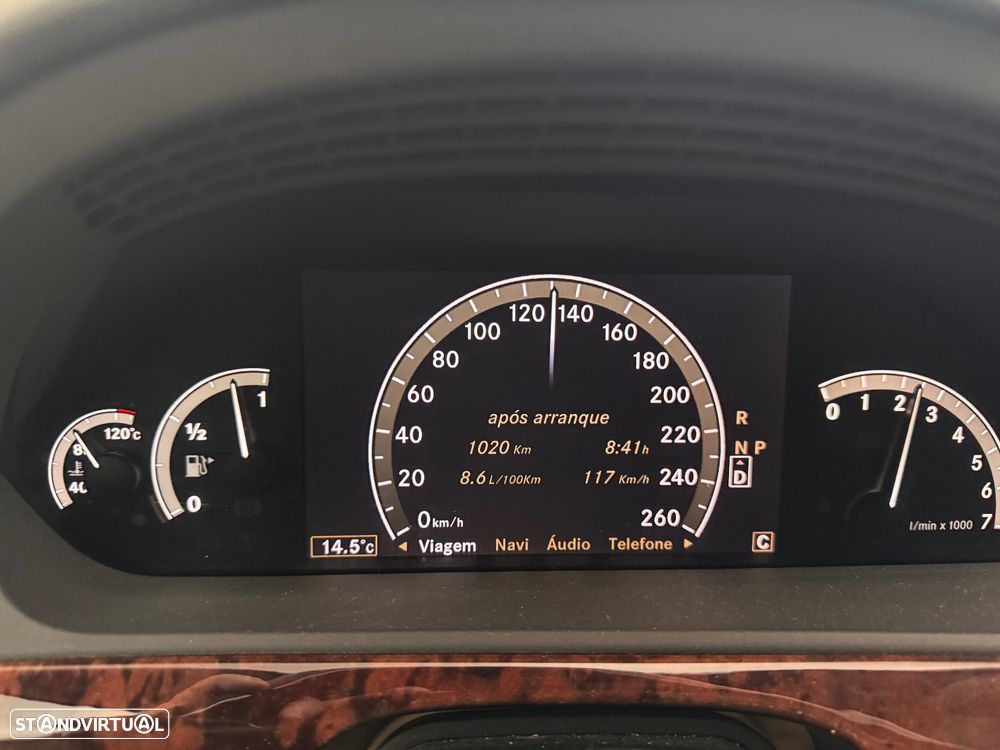 120°C
80
40
1
½
0
0 km/h
20
40
60
80
100
120
140
160
180
200
220
240
260
após arranque
1020 Km 8:41 h
8.6 L/100Km 117 Km/h
14.5°C
Viagem Navi Áudio Telefone
R
N P
D
C
0
1
2
3
4
5
6
7
l/min x 1000
STANDVIRTUAL